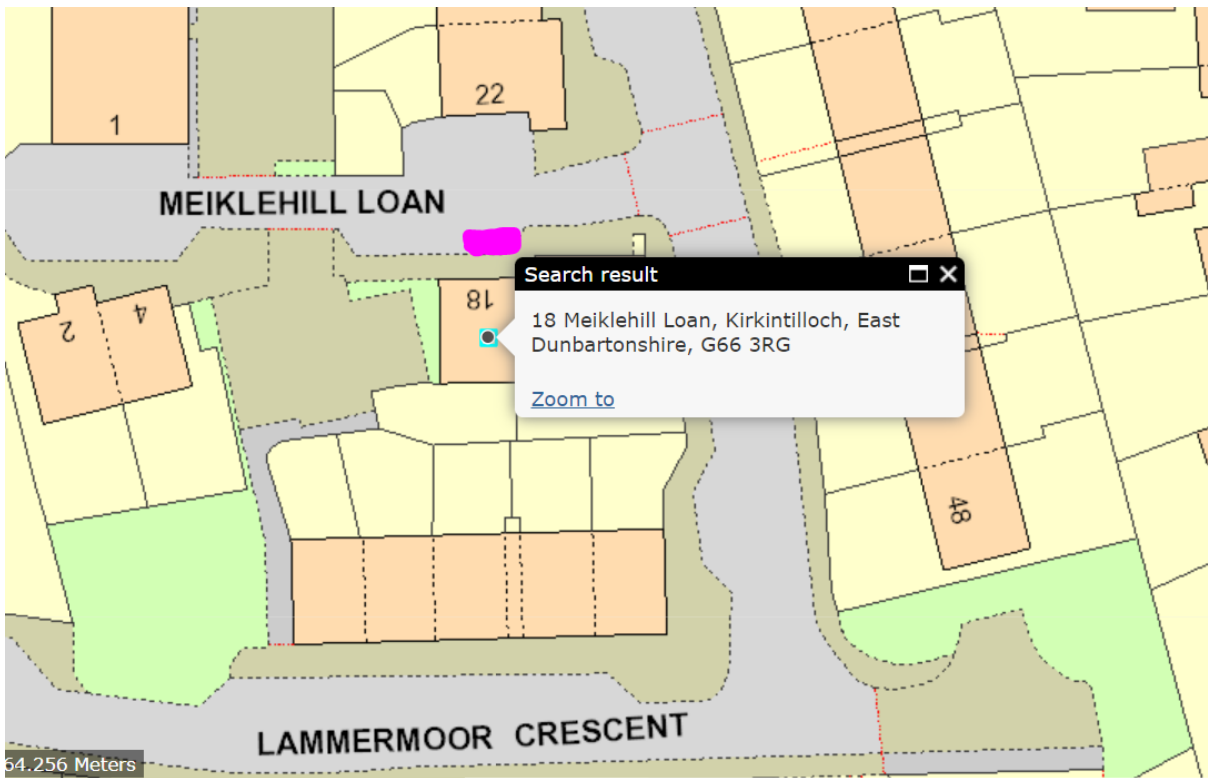 22
1
MEIKLEHILL LOAN
Search result
18 Meiklehill Loan, Kirkintilloch, East
Dunbartonshire, G66 3RG
Zoom to
18
2
4
48
LAMMERMOOR CRESCENT
64.256 Meters